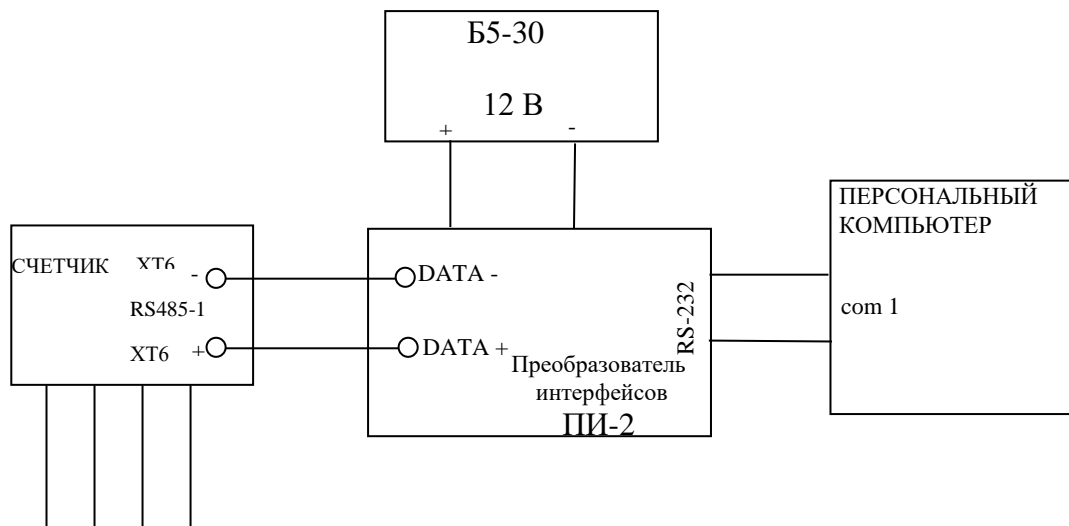 Б5-30
12 В
+ -
ПЕРСОНАЛЬНЫЙ
КОМПЬЮТЕР
com 1
СЧЕТЧИК XT6 -
RS485-1
XT6 +
DATA -
DATA +
RS-232
Преобразователь
интерфейсов
ПИ-2